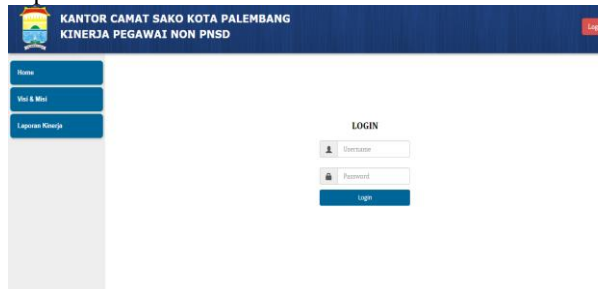 KANTOR CAMAT SAKO KOTA PALEMBANG
KINERJA PEGAWAI NON PNSD
Home
Visi & Misi
Laporan Kinerja
LOGIN
Username
Password
Login